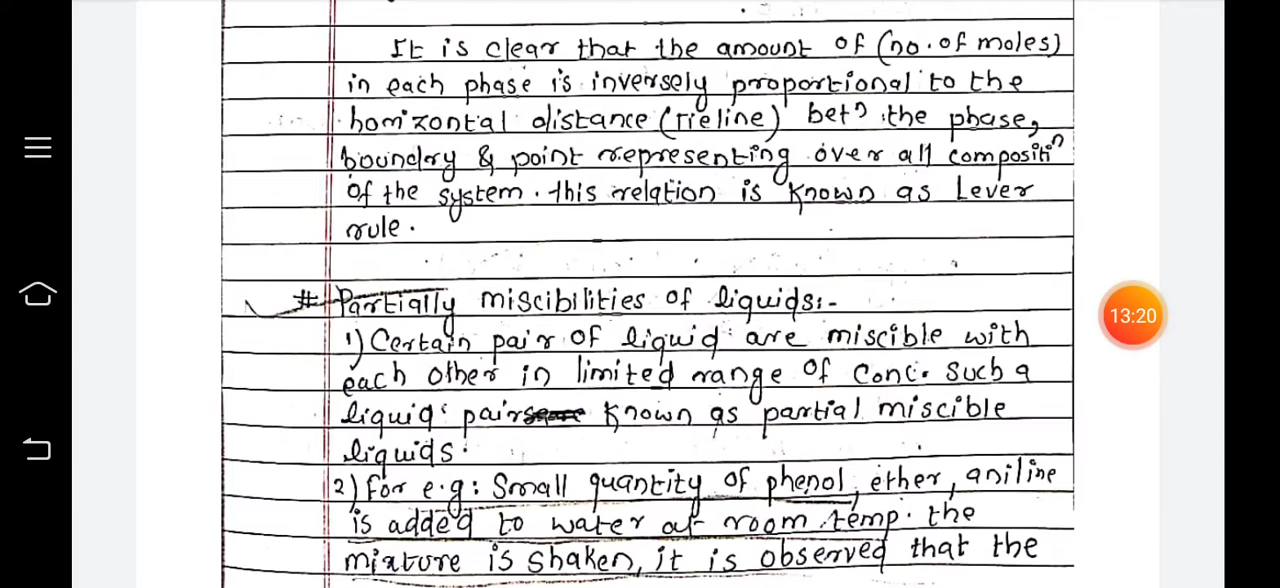 It is clear that the amount of (no. of moles)
in each phase is inversely proportional to the
homizontal distance (Tieline) betn the phase,
boundry & point representing over all compositin
of the system. this relation is known as Lever
rule.
# Partially miscibilities of liquids:-
1) Certain pair of liquid are miscible with
each other in limited range of conc. Such a
liquid pair known as partial miscible
liquids.
2) for e.g: Small quantity of phenol, ether, aniline
is added to water at room temp. the
mixture is shaken, it is observed that the
13:20